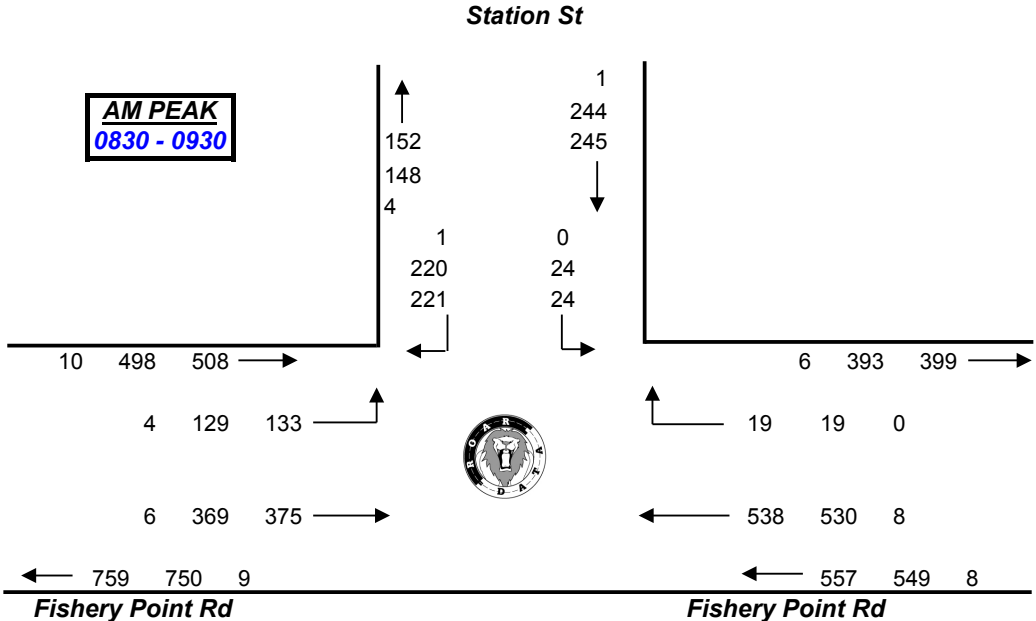 Station St
AM PEAK
0830 - 0930
1
244
245
152
148
4
1
220
221
0
24
24
10 498 508
6 393 399
4 129 133
19 19 0
ROAR DATA
6 369 375
538 530 8
759 750 9
557 549 8
Fishery Point Rd
Fishery Point Rd